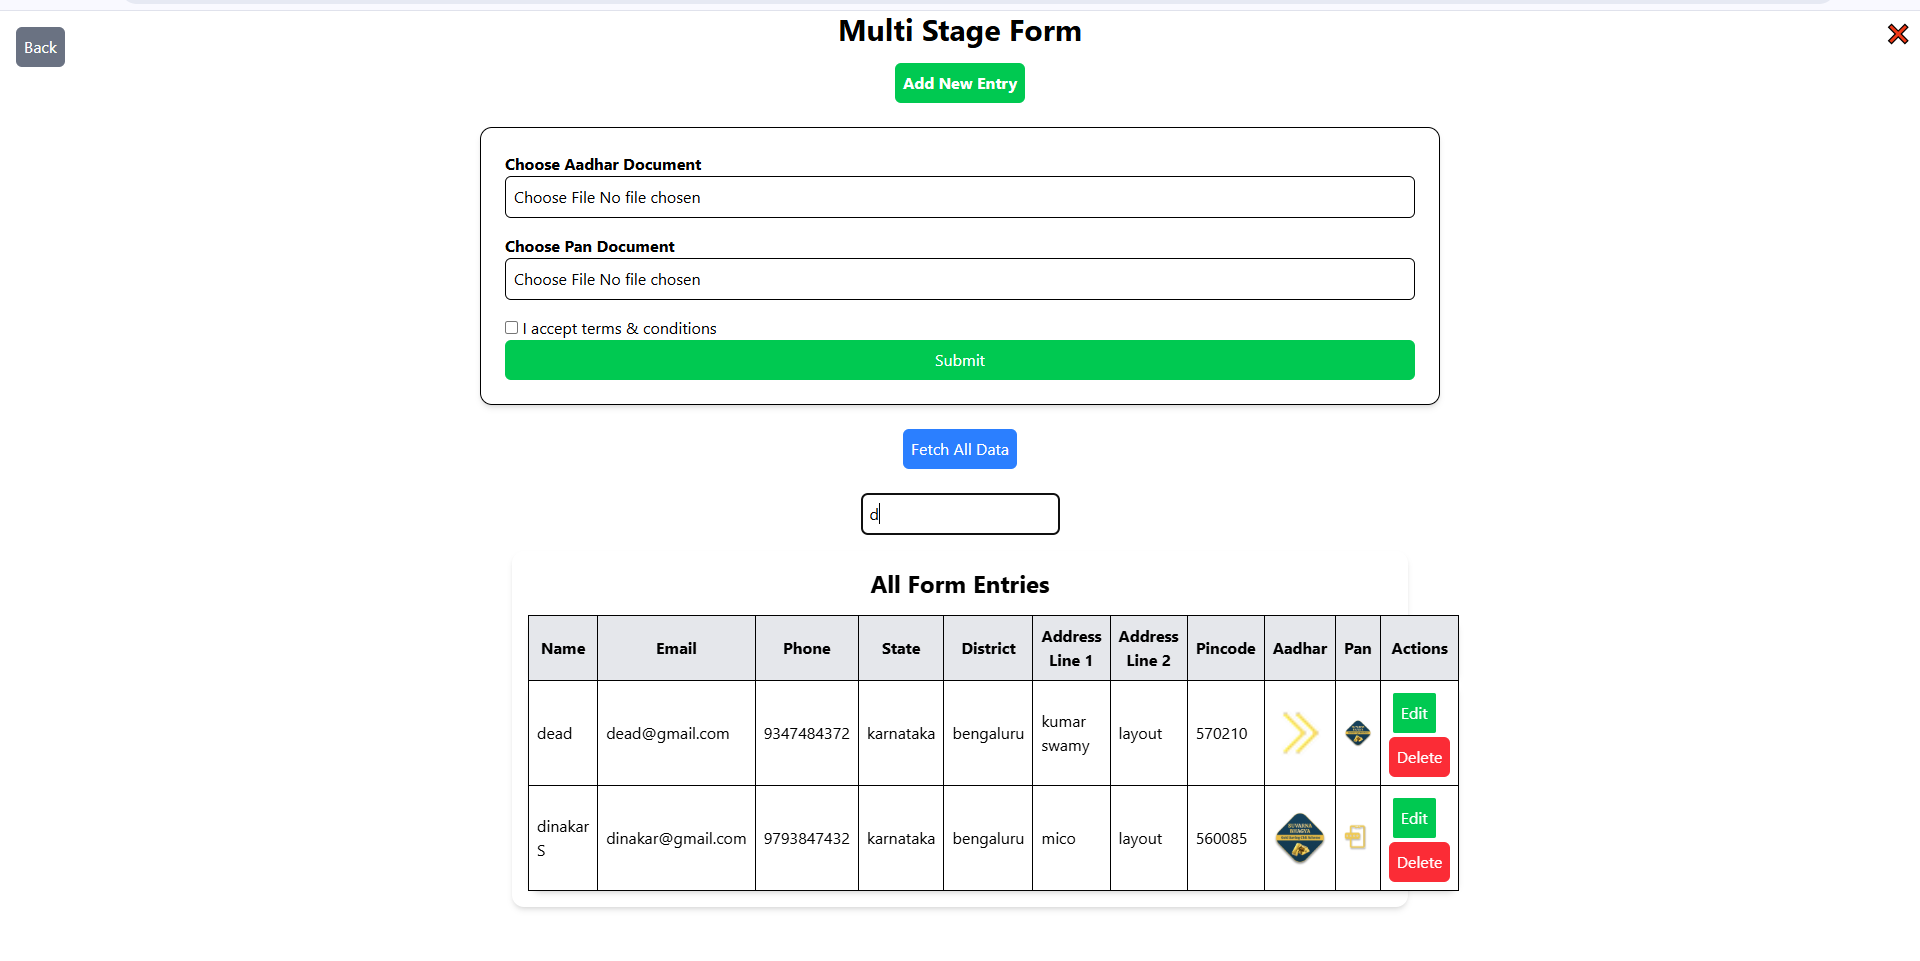 Multi Stage Form
Back
Add New Entry
Choose Aadhar Document
Choose File No file chosen
Choose Pan Document
Choose File No file chosen
I accept terms & conditions
Submit
Fetch All Data
d
All Form Entries
Name Email Phone State District Address Line 1 Address Line 2 Pincode Aadhar Pan Actions
dead dead@gmail.com 9347484372 karnataka bengaluru kumar swamy layout 570210 Edit
Delete
dinakar S dinakar@gmail.com 9793847432 karnataka bengaluru mico layout 560085 SUVARNA BHAGYA Edit
Delete